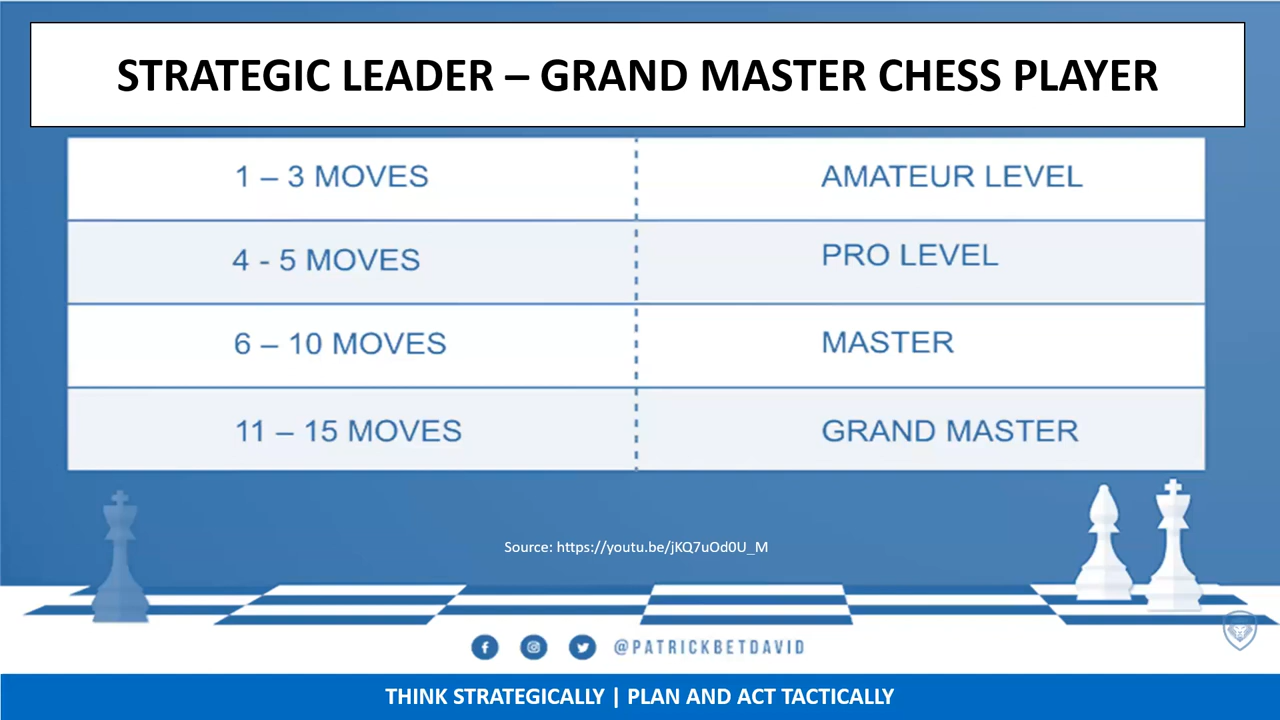 STRATEGIC LEADER – GRAND MASTER CHESS PLAYER
1 – 3 MOVES AMATEUR LEVEL
4 - 5 MOVES PRO LEVEL
6 – 10 MOVES MASTER
11 – 15 MOVES GRAND MASTER
Source: https://youtu.be/jKQ7uOd0U_M
@PATRICKBETDAVID
THINK STRATEGICALLY | PLAN AND ACT TACTICALLY